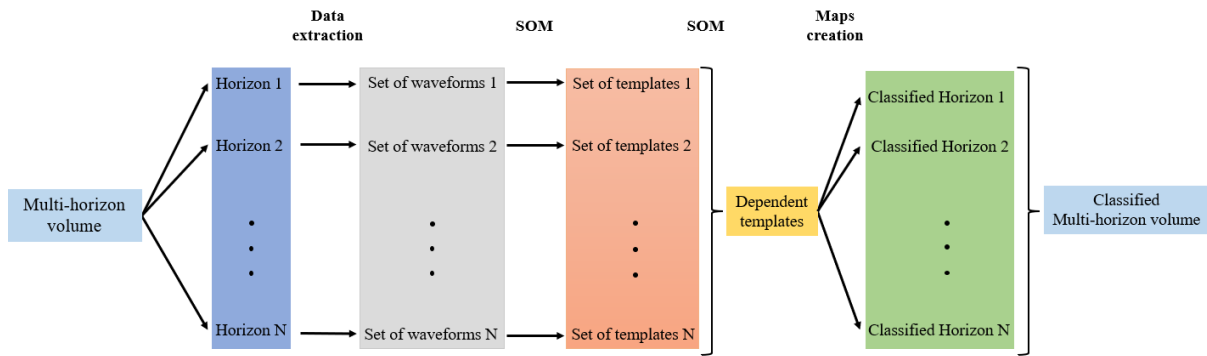 Data
extraction
SOM
SOM
Maps
creation
Multi-horizon
volume
Horizon 1
Horizon 2
Horizon N
Set of waveforms 1
Set of waveforms 2
Set of waveforms N
Set of templates 1
Set of templates 2
Set of templates N
Dependent
templates
Classified Horizon 1
Classified Horizon 2
Classified Horizon N
Classified
Multi-horizon volume